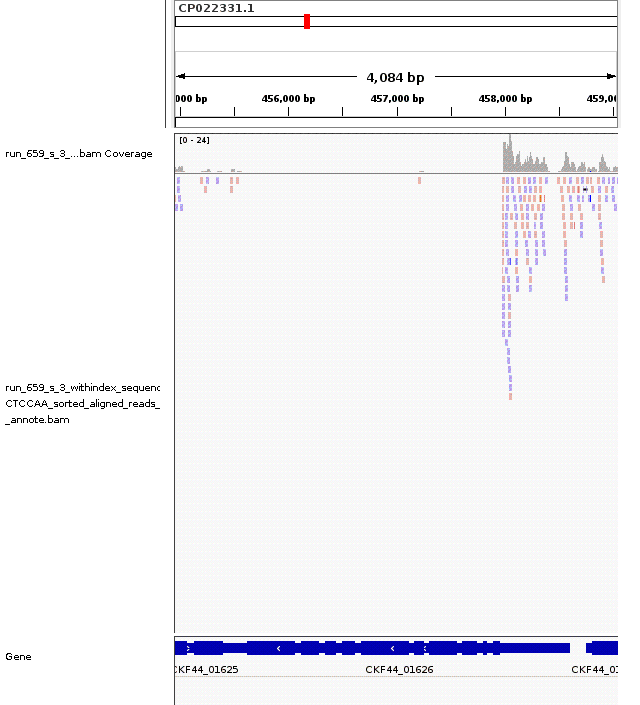 CP022331.1
4,084 bp
000 bp 456,000 bp 457,000 bp 458,000 bp 459,0
[0 - 24]
run_659_s_3_...bam Coverage
run_659_s_3_withindex_sequenc
CTCCAA_sorted_aligned_reads_
_annote.bam
Gene
CKF44_01625 CKF44_01626 CKF44_0